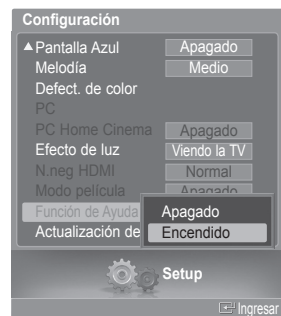 Configuración
Pantalla Azul Apagado
Melodía Medio
Defect. de color
PC
PC Home Cinema Apagado
Efecto de luz Viendo la TV
N.neg HDMI Normal
Modo película Apagado
Función de Ayuda Apagado
Encendido
Actualización de
Setup
Ingresar